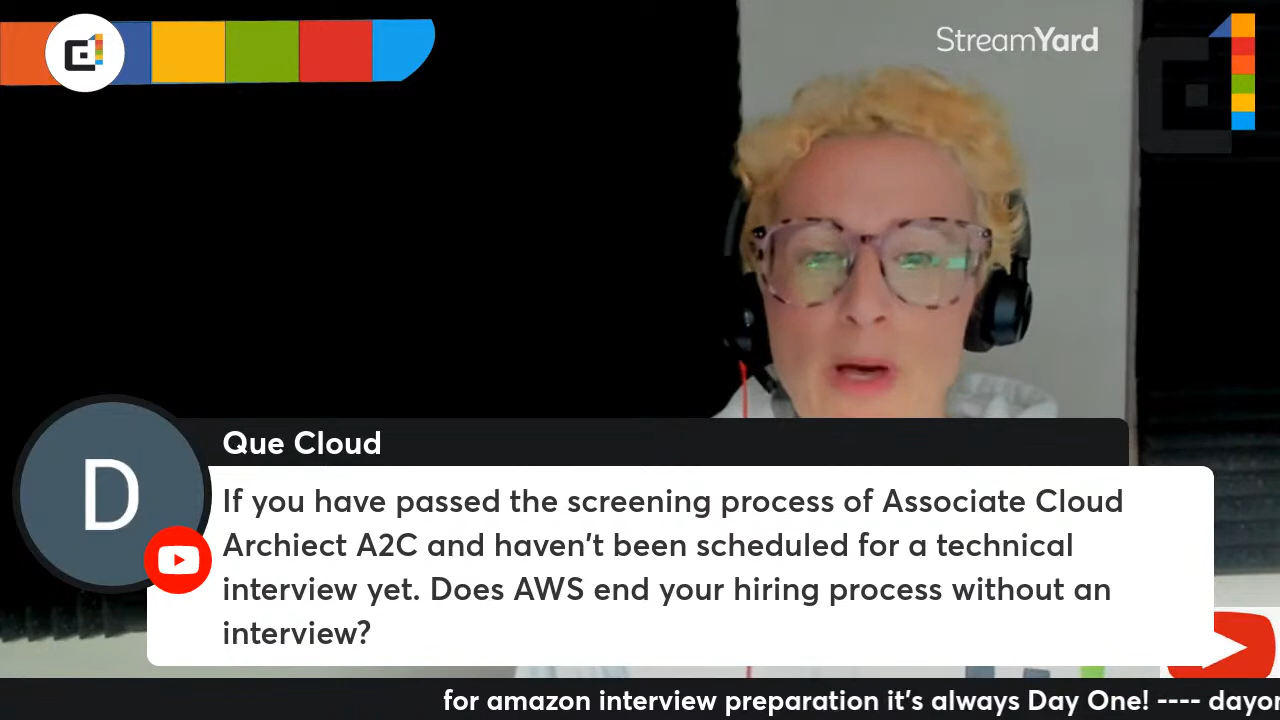 StreamYard
D
Que Cloud
If you have passed the screening process of Associate Cloud
Archiect A2C and haven't been scheduled for a technical
interview yet. Does AWS end your hiring process without an
interview?
for amazon interview preparation it's always Day One! ----